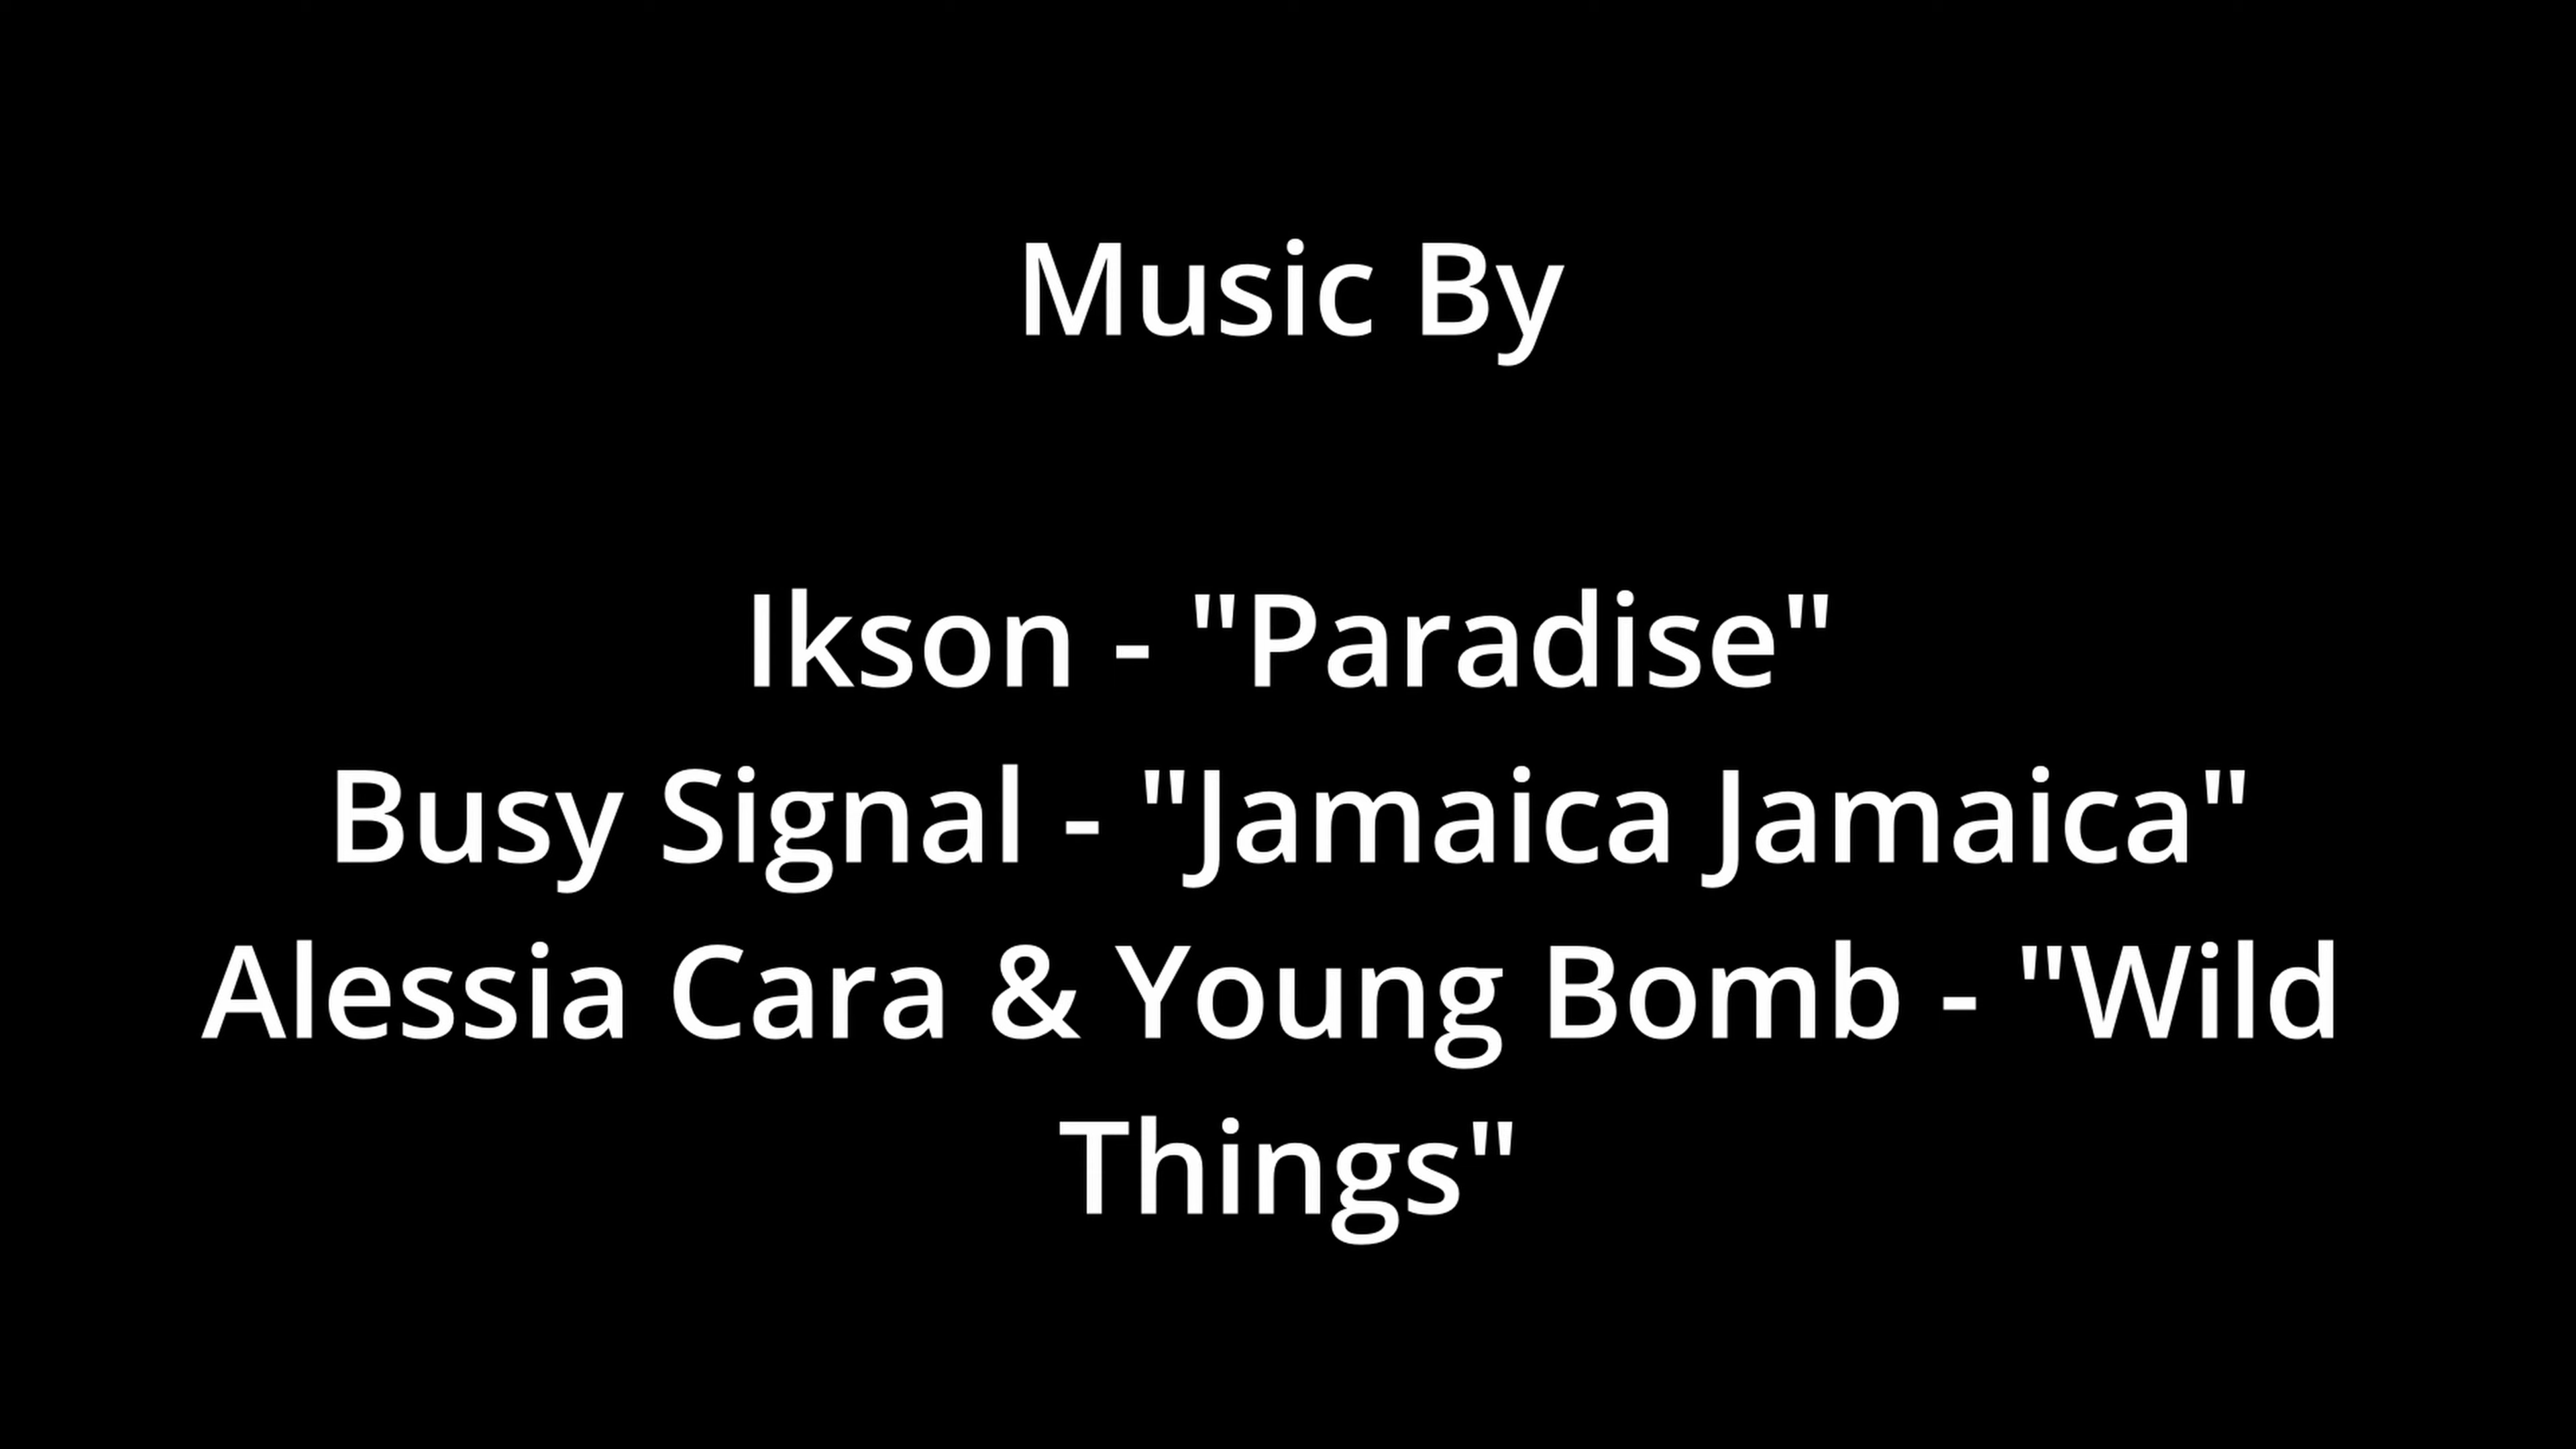 Music By
Ikson - "Paradise"
Busy Signal - "Jamaica Jamaica"
Alessia Cara & Young Bomb - "Wild
Things"